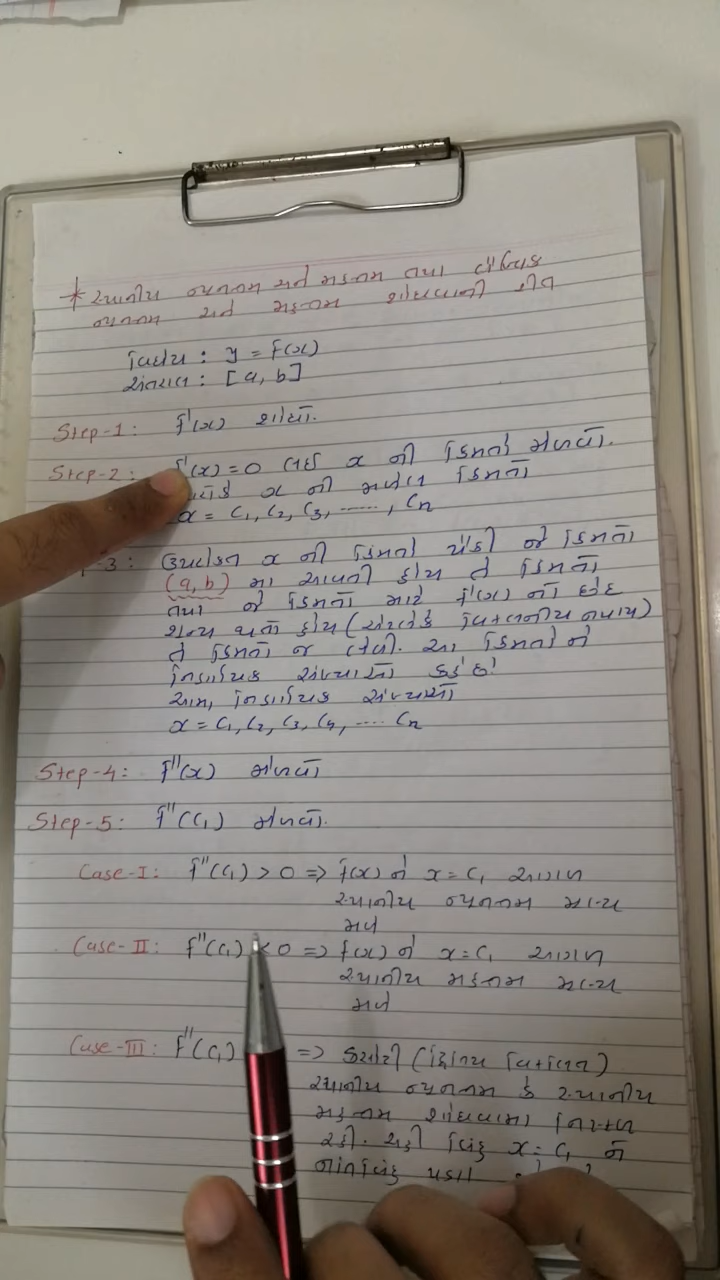 * સ્થાનીય ન્યૂનતમ અને મહત્તમ તથા વૈશ્વિક
ન્યૂનતમ અને મહત્તમ શોધવાની રીત
વિધેય : y = f(x)
અંતરાલ : [a, b]
Step-1: f'(x) શોધો.
Step-2: f'(x) = 0 લઈ x ની કિંમતો મેળવો.
x ની મળેલ કિંમતો
x = C₁, C₂, C₃, ......, Cn
p-3: ઉપરોક્ત x ની કિંમતો પૈકી જે કિંમતો
(a, b) માં આવતી હોય તે કિંમતો
તથા જે કિંમતો માટે f'(x) નો છેદ
શૂન્ય થતો હોય (એટલે કે વિકલનીય ન થાય)
તે કિંમતો જ લેવી. આ કિંમતો ને
નિર્ણાયક સંખ્યાઓ કહે છે.
આમ, નિર્ણાયક સંખ્યાઓ
x = C₁, C₂, C₃, C₄, .... Cn
Step-4: f''(x) મેળવો
Step-5: f''(C₁) મેળવો.
Case-I: f''(C₁) > 0 => f(x) ને x = C₁ આગળ
સ્થાનીય ન્યૂનતમ મૂલ્ય
મળે
Case-II: f''(C₁) < 0 => f(x) ને x = C₁ આગળ
સ્થાનીય મહત્તમ મૂલ્ય
મળે
Case-III: f''(C₁) => કસોટી (દ્વિતીય વિકલન)
સ્થાનીય ન્યૂનતમ કે સ્થાનીય
મહત્તમ શોધવામાં નિષ્ફળ
રહે. અહી બિંદુ x = C₁ ને
નતિબિંદુ પણ